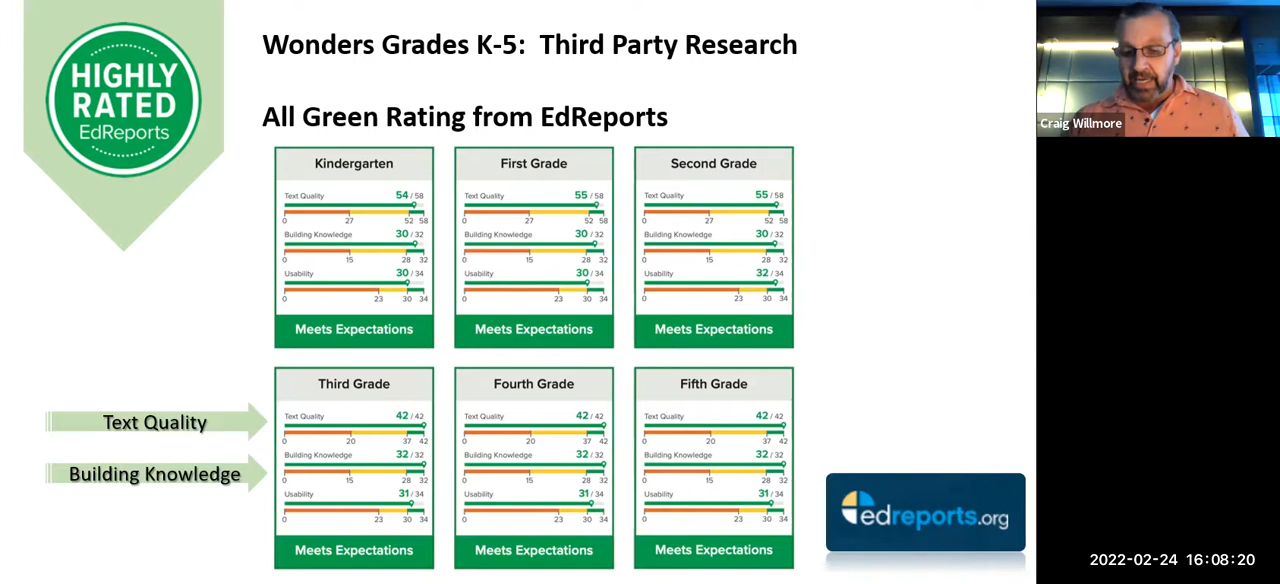 HIGHLY
RATED
EdReports
Wonders Grades K-5: Third Party Research
All Green Rating from EdReports
Kindergarten
Text Quality 54 / 58
0 27 52 58
Building Knowledge 30 / 32
0 15 28 32
Usability 30 / 34
0 23 30 34
Meets Expectations
First Grade
Text Quality 55 / 58
0 27 52 58
Building Knowledge 30 / 32
0 15 28 32
Usability 30 / 34
0 23 30 34
Meets Expectations
Second Grade
Text Quality 55 / 58
0 27 52 58
Building Knowledge 30 / 32
0 15 28 32
Usability 32 / 34
0 23 30 34
Meets Expectations
Text Quality
Building Knowledge
Third Grade
Text Quality 42 / 42
0 20 37 42
Building Knowledge 32 / 32
0 15 28 32
Usability 31 / 34
0 23 30 34
Meets Expectations
Fourth Grade
Text Quality 42 / 42
0 20 37 42
Building Knowledge 32 / 32
0 15 28 32
Usability 31 / 34
0 23 30 34
Meets Expectations
Fifth Grade
Text Quality 42 / 42
0 20 37 42
Building Knowledge 32 / 32
0 15 28 32
Usability 31 / 34
0 23 30 34
Meets Expectations
edreports.org
Craig Willmore
2022-02-24 16:08:20